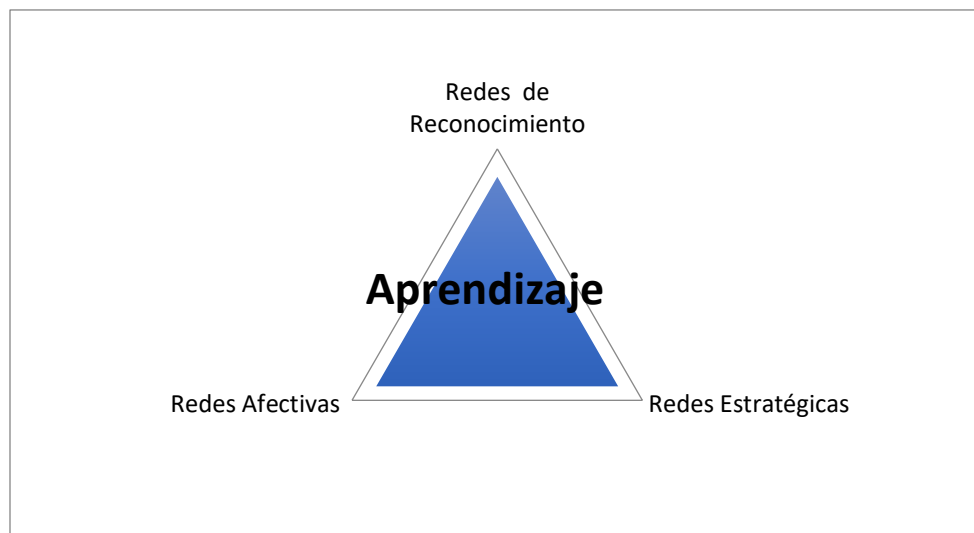 Redes de
Reconocimiento
Aprendizaje
Redes Afectivas
Redes Estratégicas